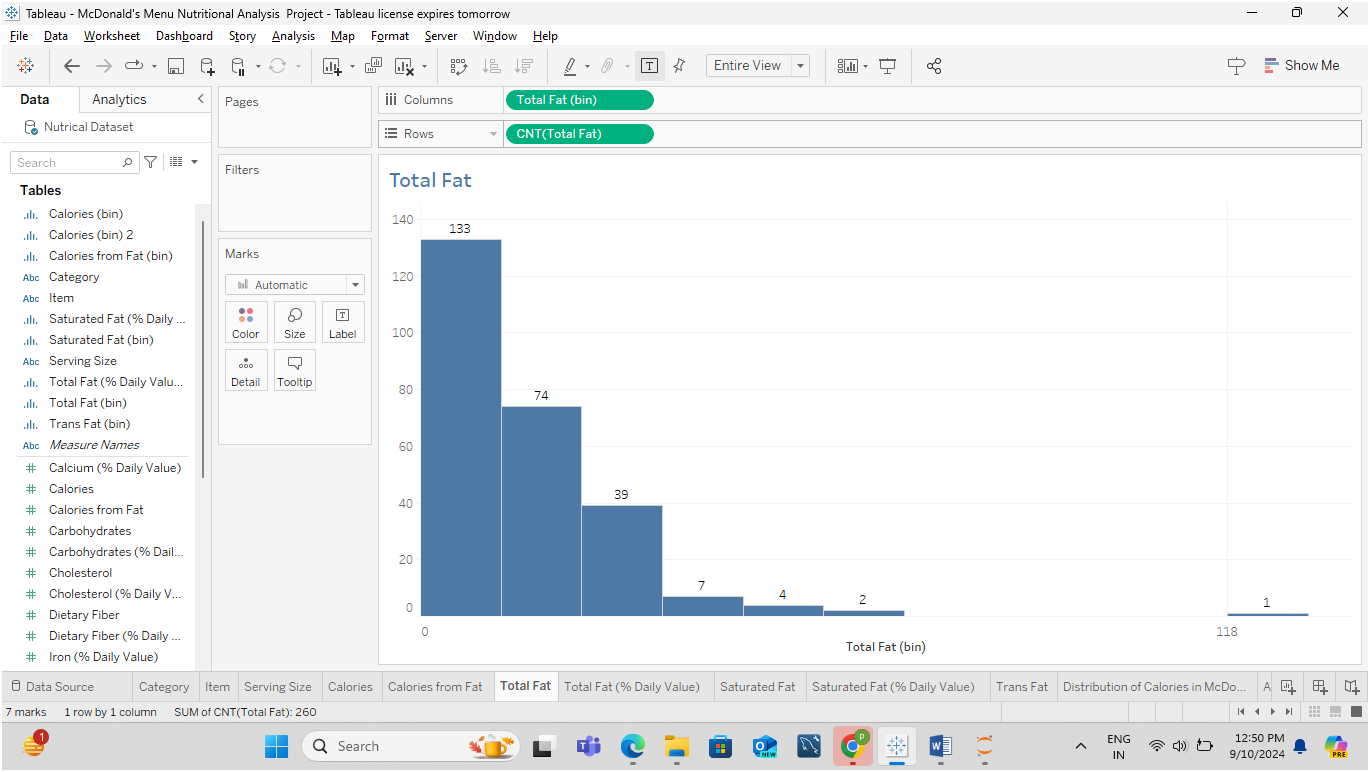 Tableau - McDonald's Menu Nutritional Analysis  Project - Tableau license expires tomorrow
File Data Worksheet Dashboard Story Analysis Map Format Server Window Help
Entire View
Show Me
Data
Analytics
Nutrical Dataset
Search
Tables
Calories (bin)
Calories (bin) 2
Calories from Fat (bin)
Abc Category
Abc Item
Saturated Fat (% Daily ...
Saturated Fat (bin)
Abc Serving Size
Total Fat (% Daily Valu...
Total Fat (bin)
Trans Fat (bin)
Abc Measure Names
# Calcium (% Daily Value)
# Calories
# Calories from Fat
# Carbohydrates
# Carbohydrates (% Dail...
# Cholesterol
# Cholesterol (% Daily V...
# Dietary Fiber
# Dietary Fiber (% Daily ...
# Iron (% Daily Value)
Pages
Filters
Marks
Automatic
Color Size Label
Detail Tooltip
Columns
Total Fat (bin)
Rows
CNT(Total Fat)
Total Fat
140
120
100
80
60
40
20
0
133
74
39
7
4
2
1
0
118
Total Fat (bin)
Data Source Category Item Serving Size Calories Calories from Fat Total Fat Total Fat (% Daily Value) Saturated Fat Saturated Fat (% Daily Value) Trans Fat Distribution of Calories in McDo... A
7 marks 1 row by 1 column SUM of CNT(Total Fat): 260
1
Search
NEW
P
W
ENG
IN
12:50 PM
9/10/2024
PRE